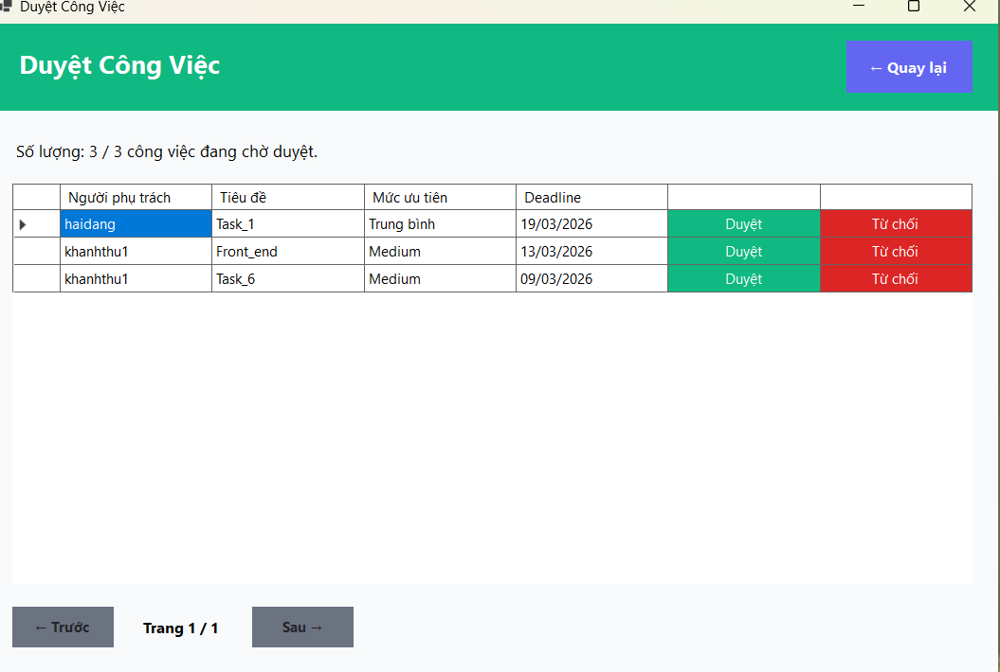 Duyệt Công Việc
Duyệt Công Việc
← Quay lại
Số lượng: 3 / 3 công việc đang chờ duyệt.
Người phụ trách Tiêu đề Mức ưu tiên Deadline
haidang Task_1 Trung bình 19/03/2026 Duyệt Từ chối
khanhthu1 Front_end Medium 13/03/2026 Duyệt Từ chối
khanhthu1 Task_6 Medium 09/03/2026 Duyệt Từ chối
← Trước Trang 1 / 1 Sau →